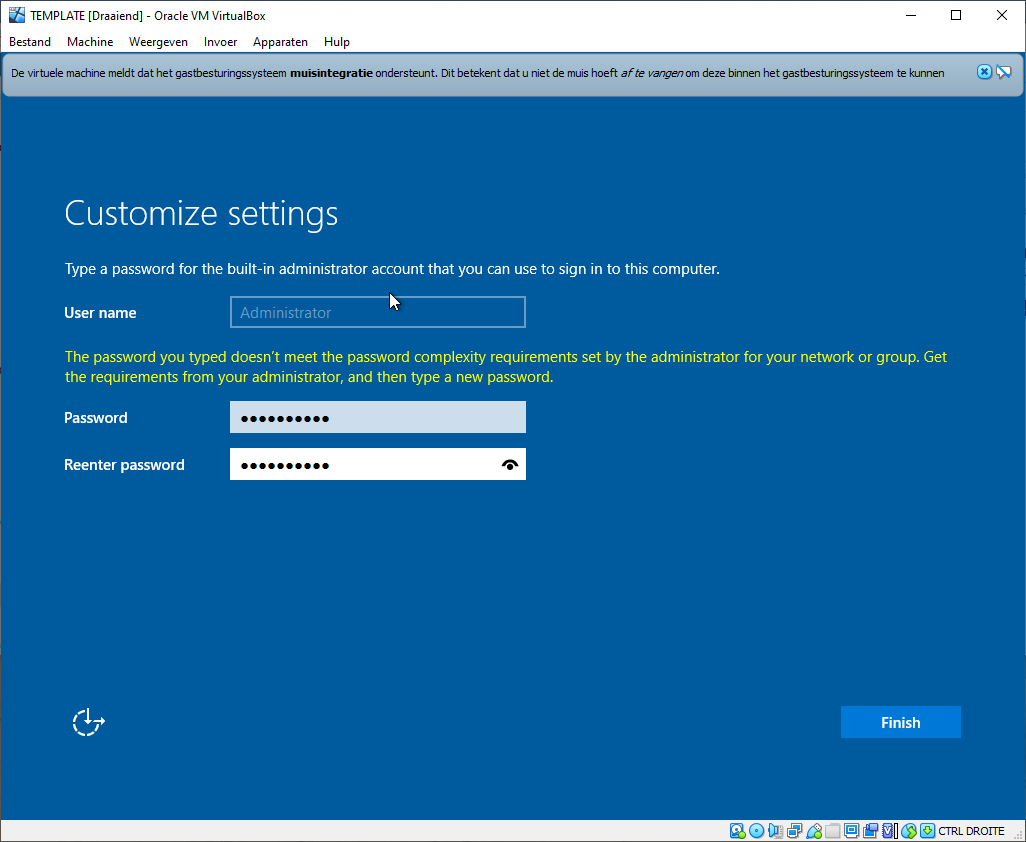 TEMPLATE [Draaiend] - Oracle VM VirtualBox
Bestand Machine Weergeven Invoer Apparaten Hulp
De virtuele machine meldt dat het gastbesturingssysteem muisintegratie ondersteunt. Dit betekent dat u niet de muis hoeft af te vangen om deze binnen het gastbesturingssysteem te kunnen
Customize settings
Type a password for the built-in administrator account that you can use to sign in to this computer.
User name Administrator
The password you typed doesn't meet the password complexity requirements set by the administrator for your network or group. Get
the requirements from your administrator, and then type a new password.
Password ●●●●●●●●●●
Reenter password ●●●●●●●●●●
Finish
CTRL DROITE